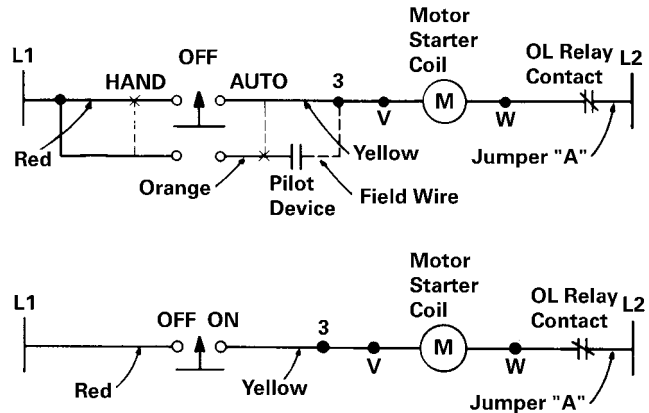 Motor
Starter
Coil
OL Relay
Contact
L1
L2
HAND
OFF
AUTO
3
M
V
W
Red
Orange
Pilot
Device
Yellow
Field Wire
Jumper "A"
Motor
Starter
Coil
OL Relay
Contact
L1
L2
OFF ON
3
M
V
W
Red
Yellow
Jumper "A"